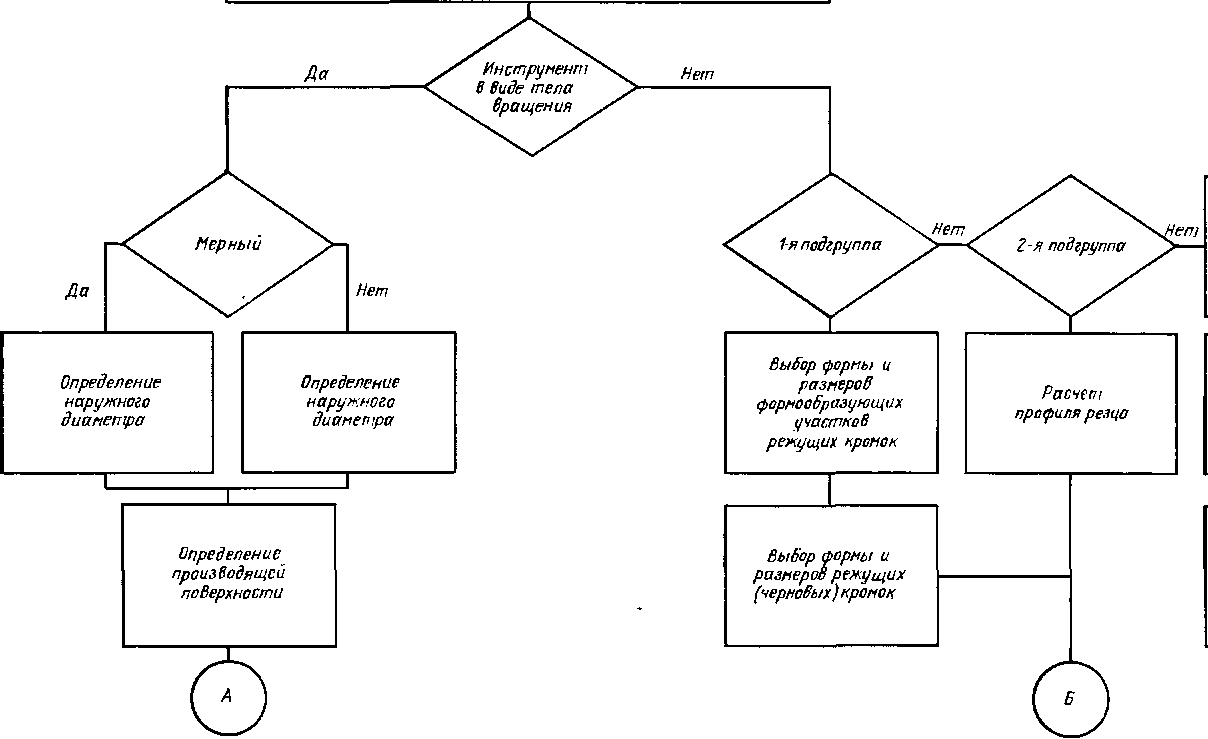 Инструмент
в виде тела
вращения
Да
Нет
Мерный
Да
Нет
1-я подгруппа
Нет
2-я подгруппа
Нет
Определение
наружного
диаметра
Определение
наружного
диаметра
Выбор формы и
размеров
формообразующих
участков
режущих кромок
Расчет
профиля резца
Определение
производящей
поверхности
Выбор формы и
размеров режущих
(черновых) кромок
А
Б